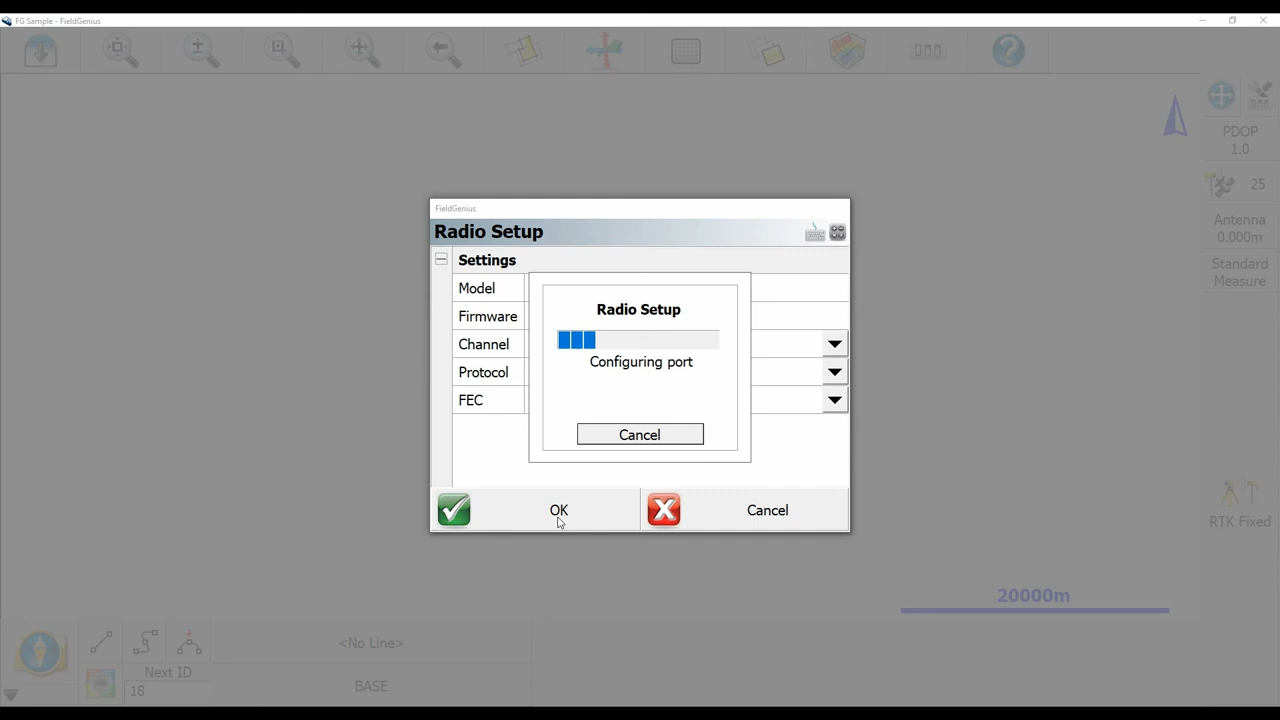 FG Sample - FieldGenius
PDOP
1.0
25
Antenna
0.000m
Standard
Measure
FieldGenius
Radio Setup
Settings
Model
Firmware
Channel
Protocol
FEC
Radio Setup
Configuring port
Cancel
OK
Cancel
RTK Fixed
20000m
<No Line>
Next ID
18
BASE